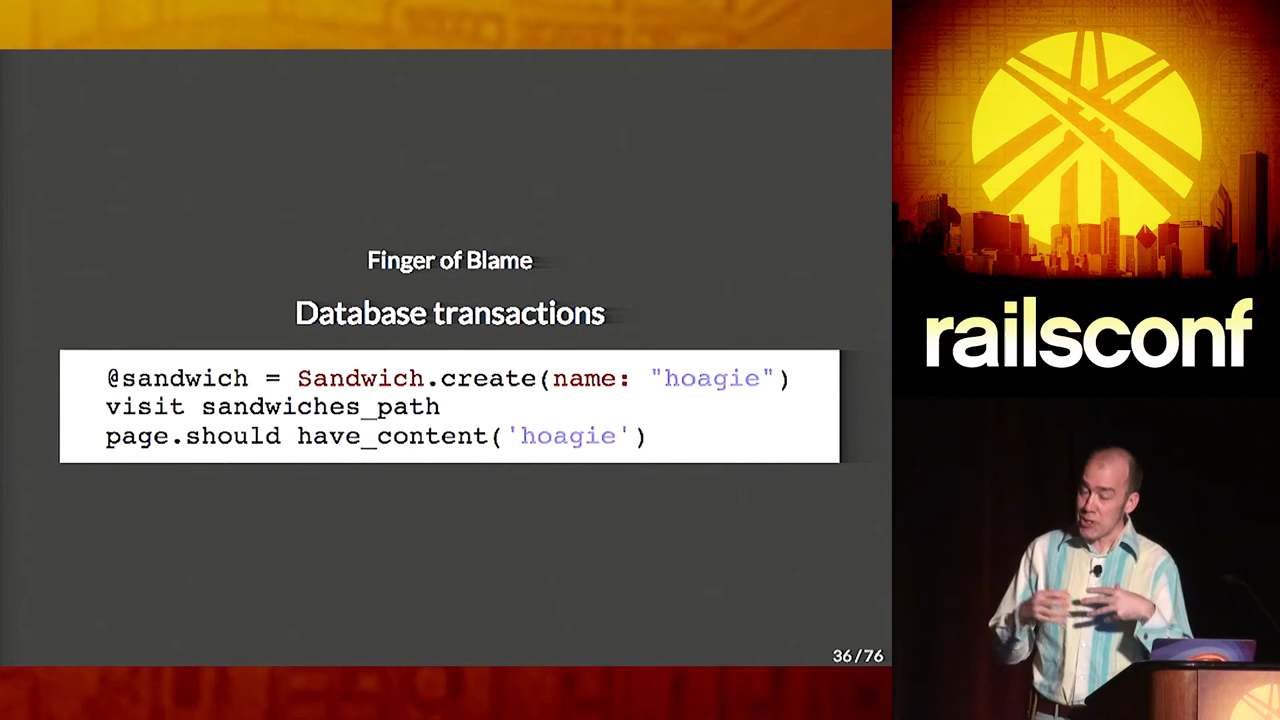 Finger of Blame
Database transactions
@sandwich = Sandwich.create(name: "hoagie")
visit sandwiches_path
page.should have_content('hoagie')
36/76
railsconf